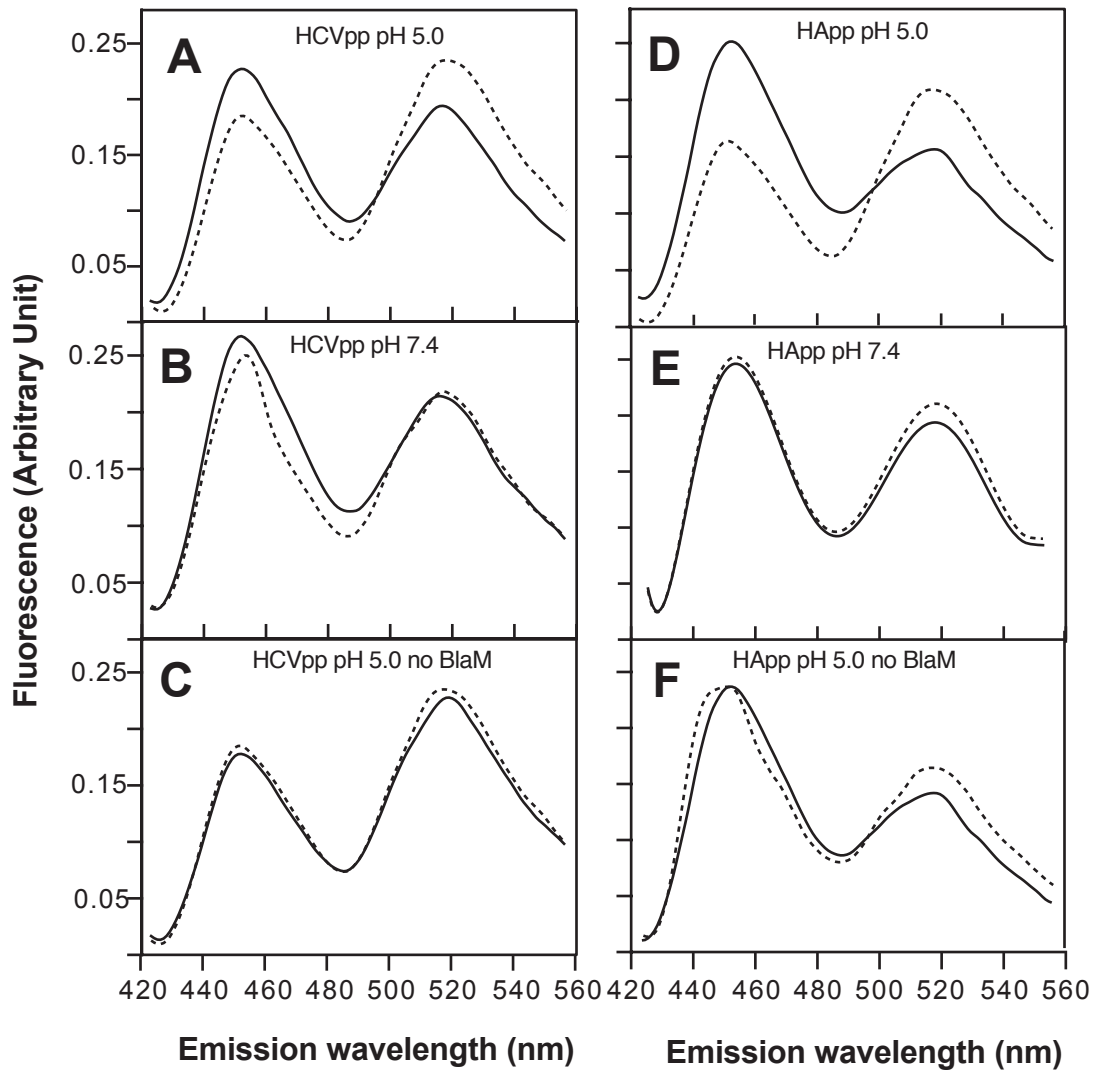 Fluorescence (Arbitrary Unit)
A
HCVpp pH 5.0
0.25
0.15
0.05
B
HCVpp pH 7.4
0.25
0.15
0.05
C
HCVpp pH 5.0 no BlaM
0.25
0.15
0.05
420 440 460 480 500 520 540 560
Emission wavelength (nm)
D
HApp pH 5.0
E
HApp pH 7.4
F
HApp pH 5.0 no BlaM
420 440 460 480 500 520 540 560
Emission wavelength (nm)